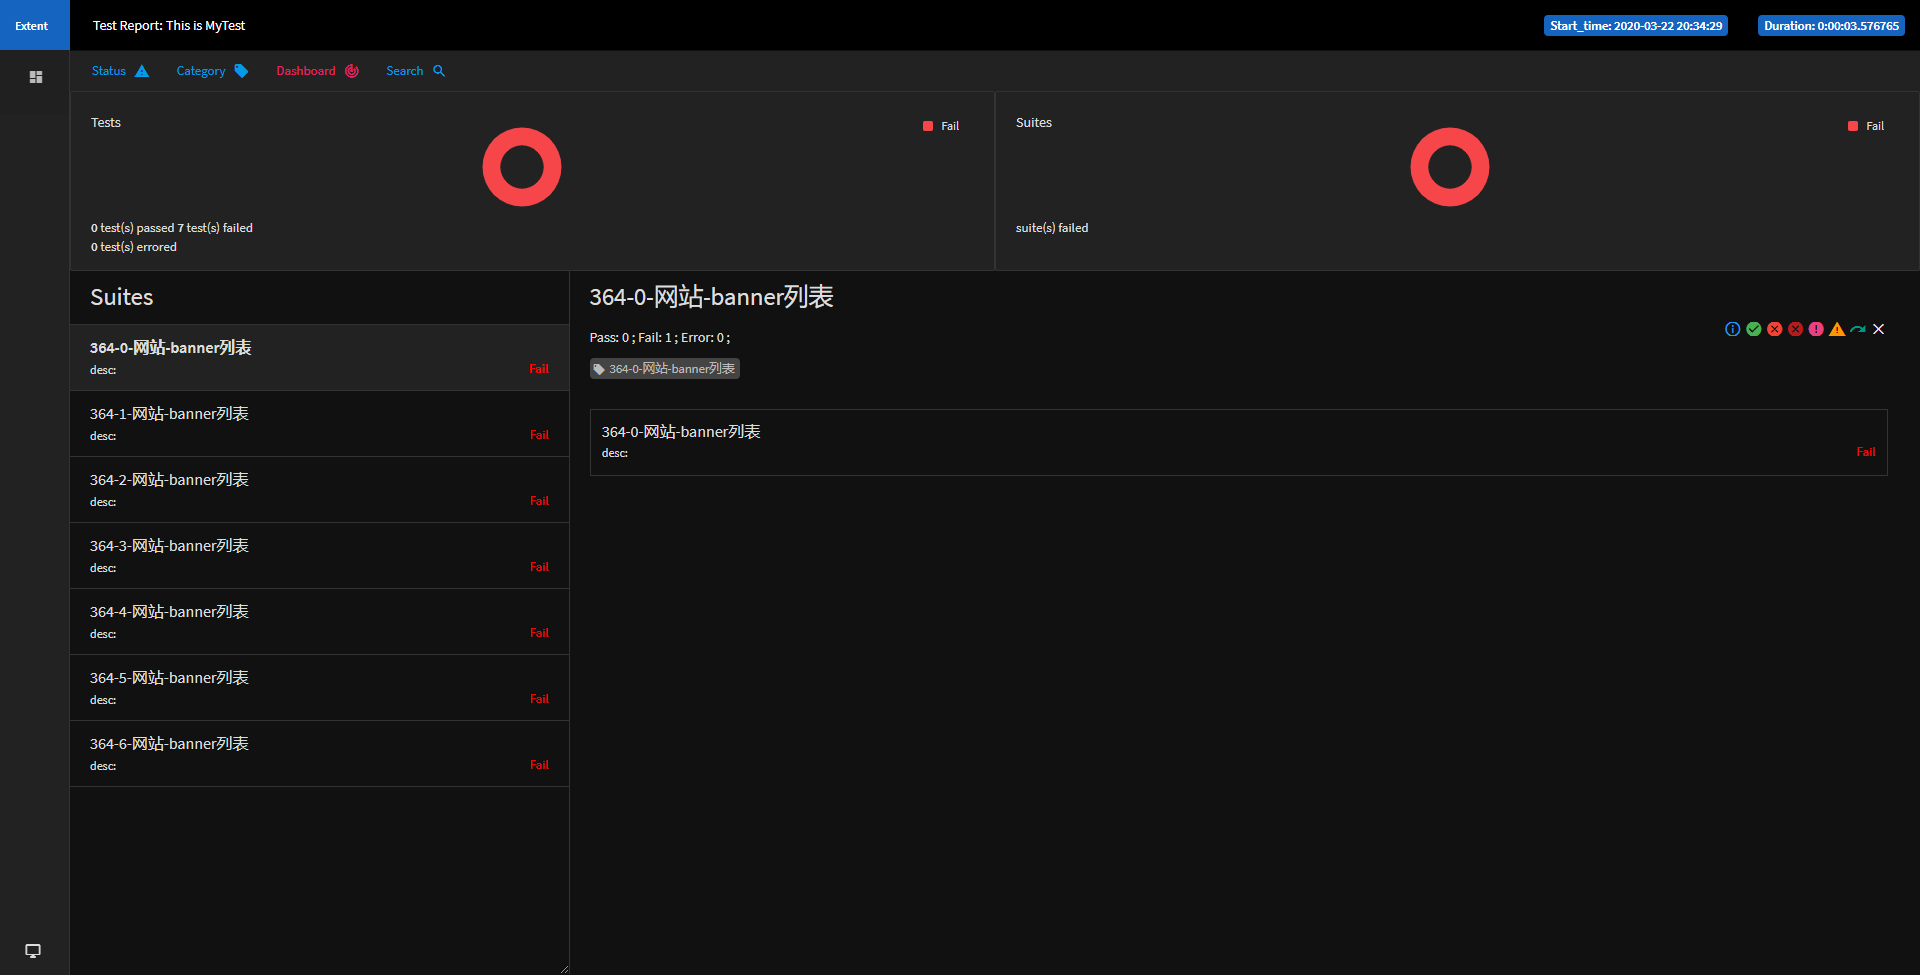 Extent
Test Report: This is MyTest
Start_time: 2020-03-22 20:34:29
Duration: 0:00:03.576765
Status
Category
Dashboard
Search
Tests
Fail
0 test(s) passed 7 test(s) failed
0 test(s) errored
Suites
Fail
suite(s) failed
Suites
364-0-网站-banner列表
desc:
Fail
364-1-网站-banner列表
desc:
Fail
364-2-网站-banner列表
desc:
Fail
364-3-网站-banner列表
desc:
Fail
364-4-网站-banner列表
desc:
Fail
364-5-网站-banner列表
desc:
Fail
364-6-网站-banner列表
desc:
Fail
364-0-网站-banner列表
Pass: 0 ; Fail: 1 ; Error: 0 ;
364-0-网站-banner列表
364-0-网站-banner列表
desc:
Fail